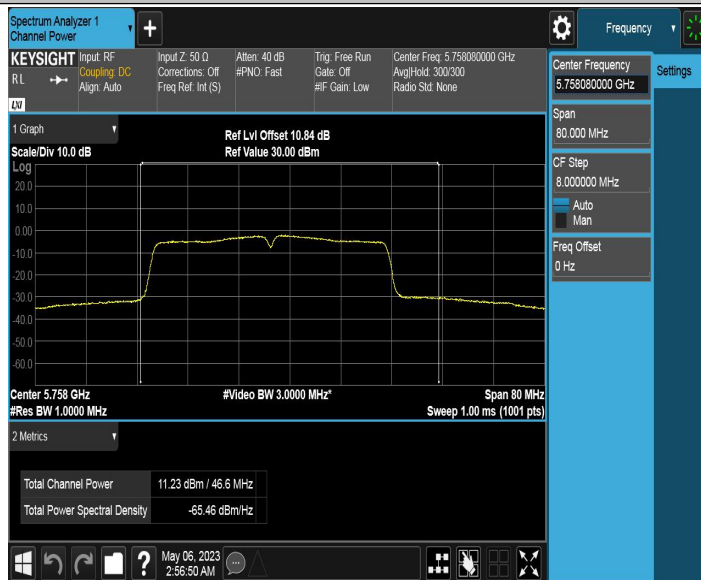 Spectrum Analyzer 1
Channel Power
+
Frequency
KEYSIGHT
RL
LXI
Input: RF
Coupling: DC
Align: Auto
Input Z: 50 Ω
Corrections: Off
Freq Ref: Int (S)
Atten: 40 dB
#PNO: Fast
Trig: Free Run
Gate: Off
#IF Gain: Low
Center Freq: 5.758080000 GHz
Avg|Hold: 300/300
Radio Std: None
Center Frequency
5.758080000 GHz
Settings
Span
80.000 MHz
CF Step
8.000000 MHz
Auto
Man
Freq Offset
0 Hz
1 Graph
Scale/Div 10.0 dB
Ref Lvl Offset 10.84 dB
Ref Value 30.00 dBm
Log
20.0
10.0
0.00
-10.0
-20.0
-30.0
-40.0
-50.0
-60.0
Center 5.758 GHz
#Video BW 3.0000 MHz*
Span 80 MHz
#Res BW 1.0000 MHz
Sweep 1.00 ms (1001 pts)
2 Metrics
Total Channel Power 11.23 dBm / 46.6 MHz
Total Power Spectral Density -65.46 dBm/Hz
?
May 06, 2023
2:56:50 AM